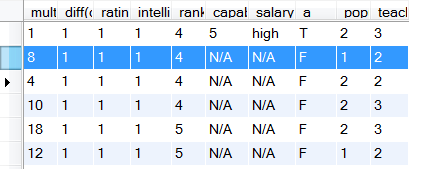 mult diff( ratin intelli rank capal salary a pop teacl
1 1 1 1 4 5 high T 2 3
8 1 1 1 4 N/A N/A F 1 2
4 1 1 1 4 N/A N/A F 2 2
10 1 1 1 4 N/A N/A F 2 3
18 1 1 1 5 N/A N/A F 2 3
12 1 1 1 5 N/A N/A F 1 2